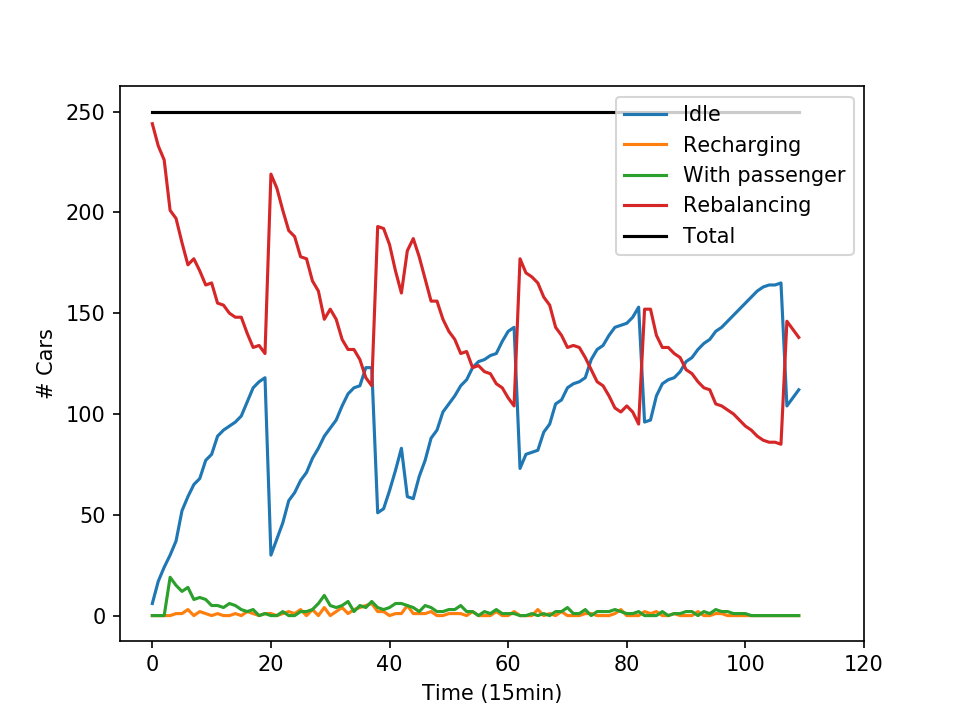 250
200
150
100
50
0
# Cars
Idle
Recharging
With passenger
Rebalancing
Total
0 20 40 60 80 100 120
Time (15min)